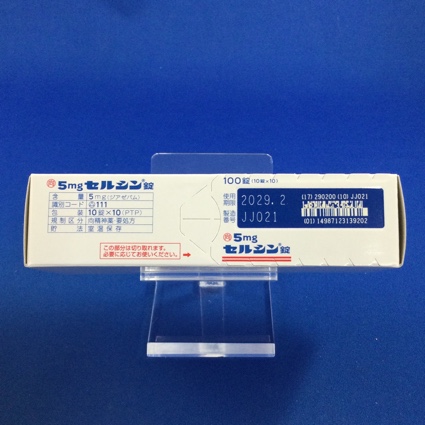 5mg セルシン®錠
含量 5mg(ジアゼパム)
識別コード 111
包装 10錠×10(PTP)
規制区分 向精神薬・要処方
貯法 室温保存
この部分は切り取れます。
必要に応じてお使いください。
100錠(10錠×10)
使用期限 2029.2
製造番号 JJ021
(17) 290200 (10) JJ021
(01) 14987123139202
5mg
セルシン®錠